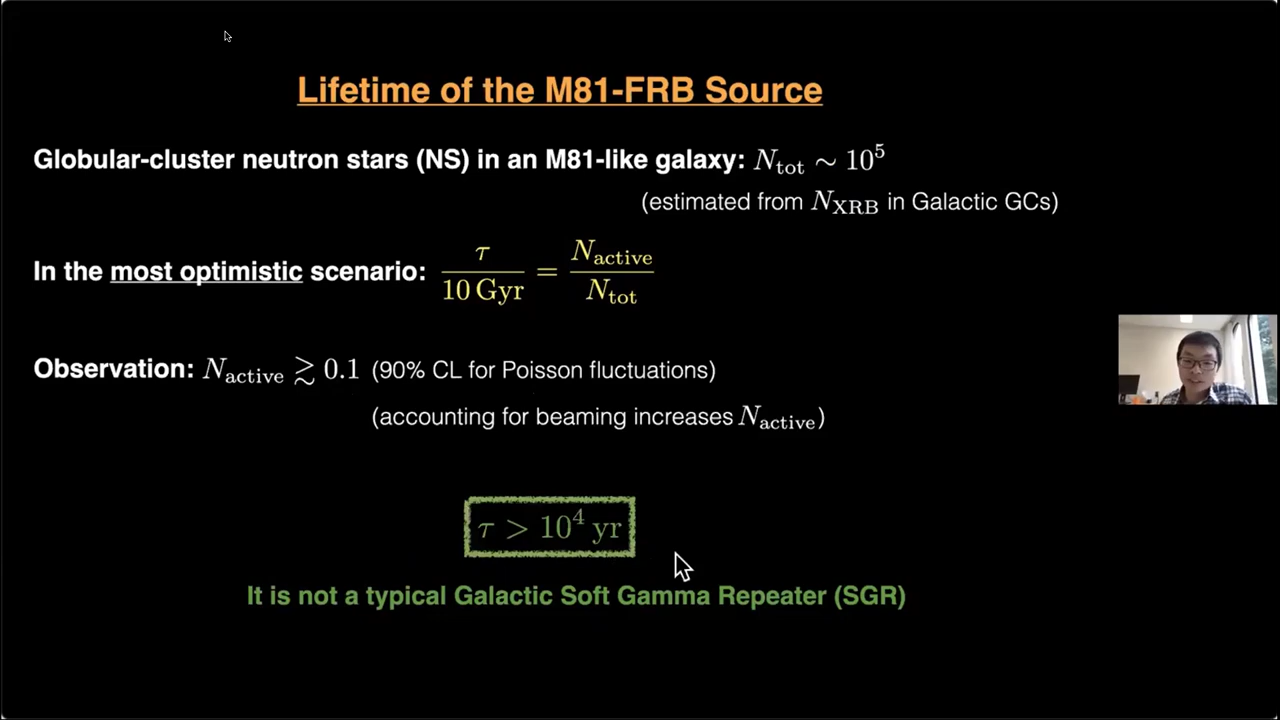 Lifetime of the M81-FRB Source
Globular-cluster neutron stars (NS) in an M81-like galaxy: N_tot ∼ 10^5
(estimated from N_XRB in Galactic GCs)
In the most optimistic scenario: τ / 10 Gyr = N_active / N_tot
Observation: N_active ≳ 0.1 (90% CL for Poisson fluctuations)
(accounting for beaming increases N_active)
τ > 10^4 yr
It is not a typical Galactic Soft Gamma Repeater (SGR)